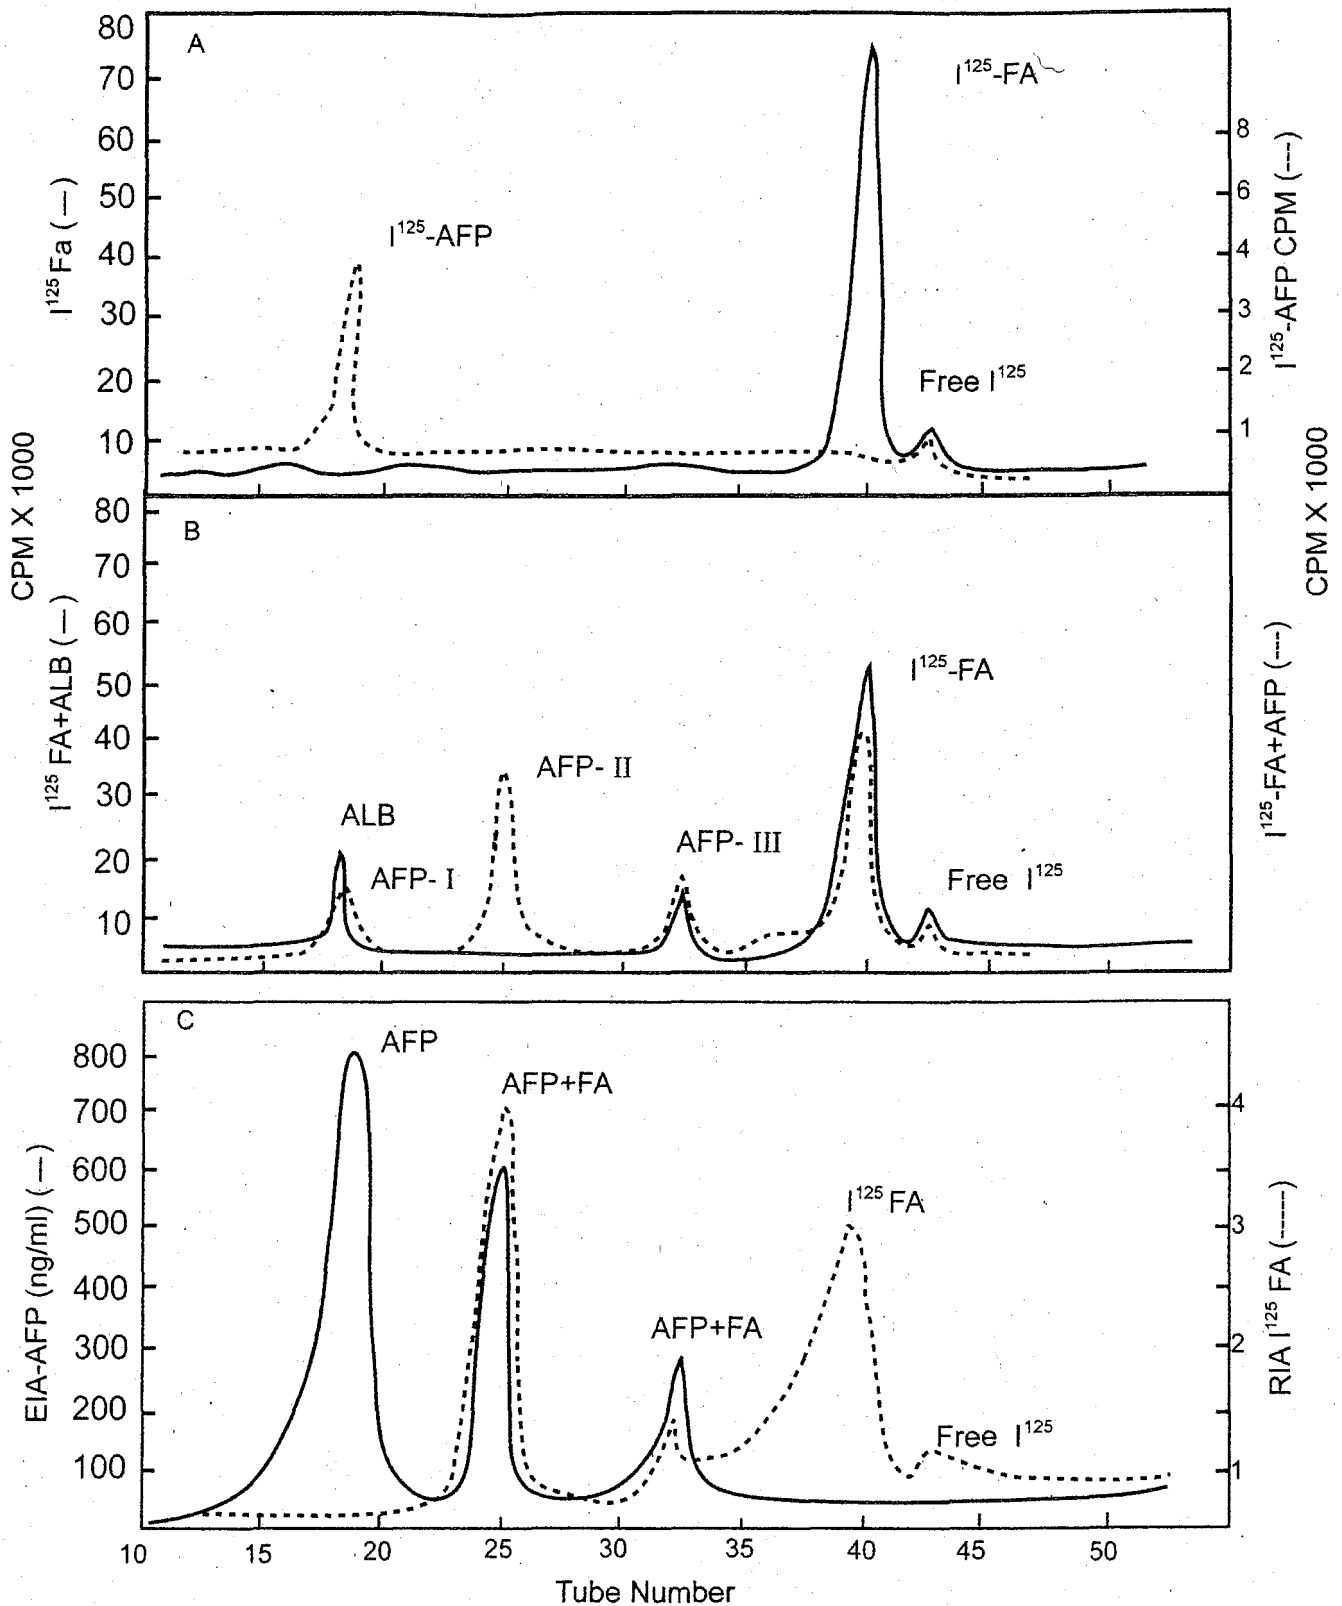 A
80
70
60
50
40
30
20
10
I¹²⁵Fa (—)
I¹²⁵-AFP
I¹²⁵-FA
Free I¹²⁵
8
6
4
3
2
1
I¹²⁵-AFP CPM (---)
CPM X 1000
CPM X 1000
B
80
70
60
50
40
30
20
10
I¹²⁵ FA+ALB (—)
ALB
AFP- I
AFP- II
AFP- III
I¹²⁵-FA
Free I¹²⁵
I¹²⁵-FA+AFP (---)
C
800
700
600
500
400
300
200
100
EIA-AFP (ng/ml) (—)
AFP
AFP+FA
AFP+FA
I¹²⁵ FA
Free I¹²⁵
4
3
2
1
RIA I¹²⁵ FA (-----)
10 15 20 25 30 35 40 45 50
Tube Number